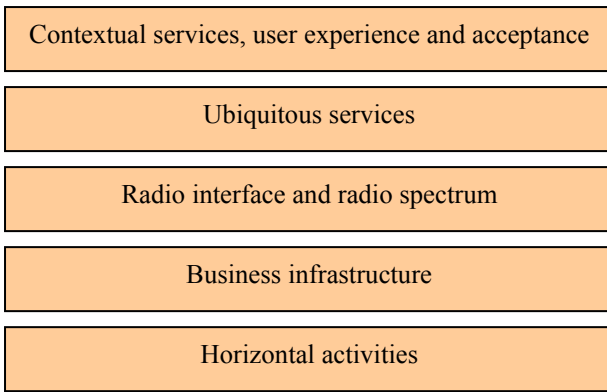 Contextual services, user experience and acceptance
Ubiquitous services
Radio interface and radio spectrum
Business infrastructure
Horizontal activities